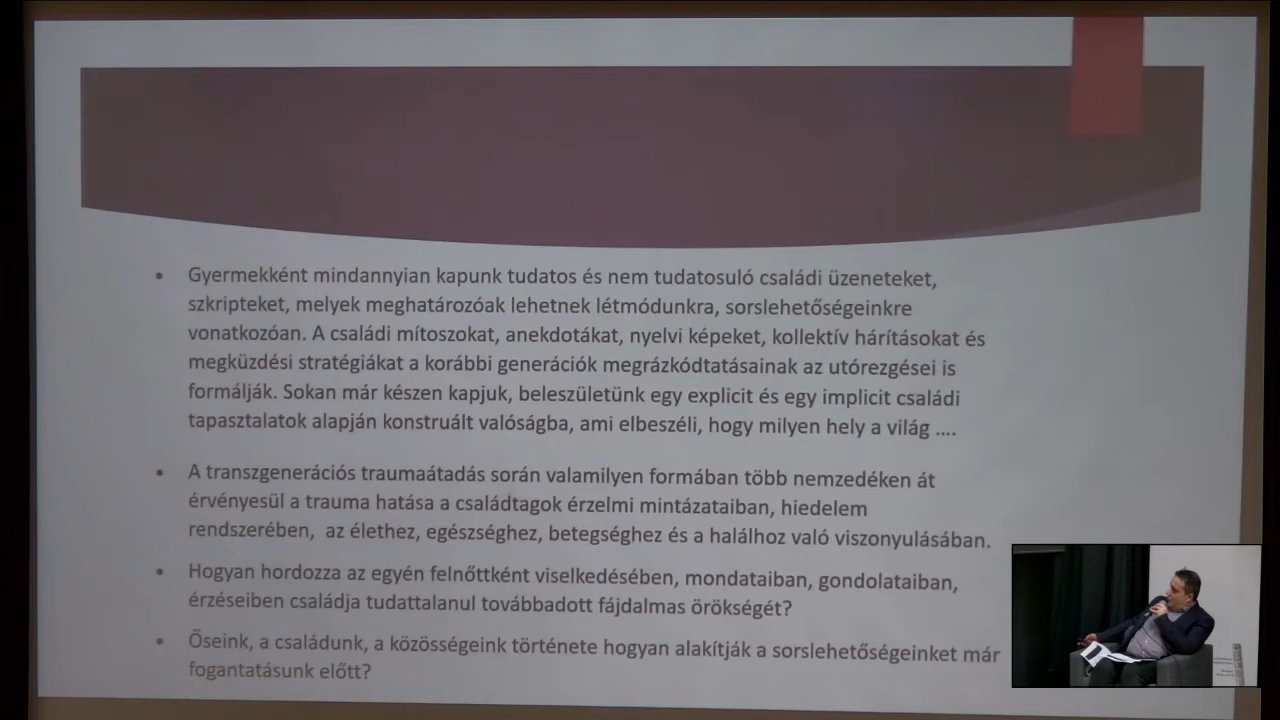 • Gyermekként mindannyian kapunk tudatos és nem tudatosuló családi üzeneteket,
szkripteket, melyek meghatározóak lehetnek létmódunkra, sorslehetőségeinkre
vonatkozóan. A családi mítoszokat, anekdotákat, nyelvi képeket, kollektív hárításokat és
megküzdési stratégiákat a korábbi generációk megrázkódtatásainak az utórezgései is
formálják. Sokan már készen kapjuk, beleszületünk egy explicit és egy implicit családi
tapasztalatok alapján konstruált valóságba, ami elbeszéli, hogy milyen hely a világ ....
• A transzgenerációs traumaátadás során valamilyen formában több nemzedéken át
érvényesül a trauma hatása a családtagok érzelmi mintázataiban, hiedelem
rendszerében, az élethez, egészséghez, betegséghez és a halálhoz való viszonyulásában.
• Hogyan hordozza az egyén felnőttként viselkedésében, mondataiban, gondolataiban,
érzéseiben családja tudattalanul továbbadott fájdalmas örökségét?
• Őseink, a családunk, a közösségeink története hogyan alakítják a sorslehetőségeinket már
fogantatásunk előtt?